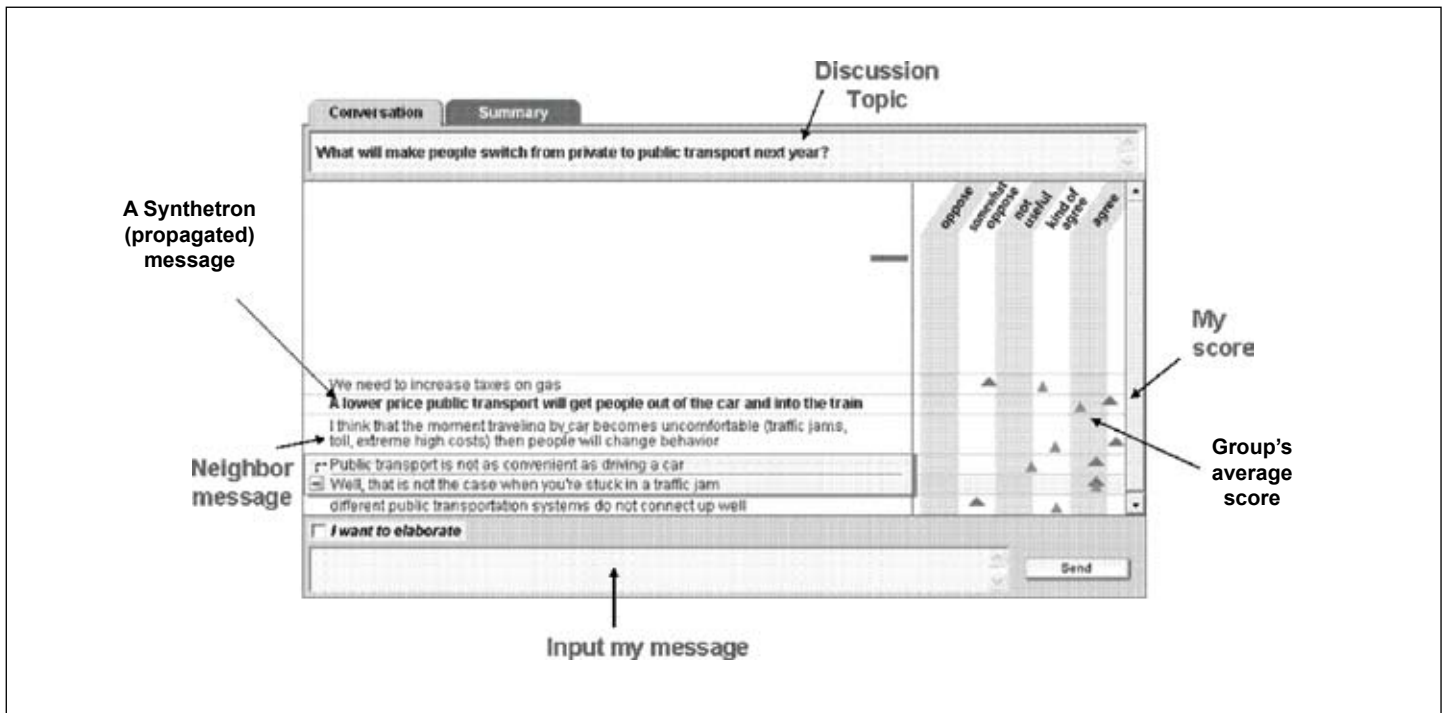 Discussion
Topic
Conversation
Summary
What will make people switch from private to public transport next year?
oppose
somewhat
oppose
not
useful
kind of
agree
agree
A Synthetron
(propagated)
message
My
score
We need to increase taxes on gas
A lower price public transport will get people out of the car and into the train
I think that the moment traveling by car becomes uncomfortable (traffic jams,
toll, extreme high costs) then people will change behavior
Neighbor
message
Group's
average
score
Public transport is not as convenient as driving a car
Well, that is not the case when you're stuck in a traffic jam
different public transportation systems do not connect up well
I want to elaborate
Send
Input my message